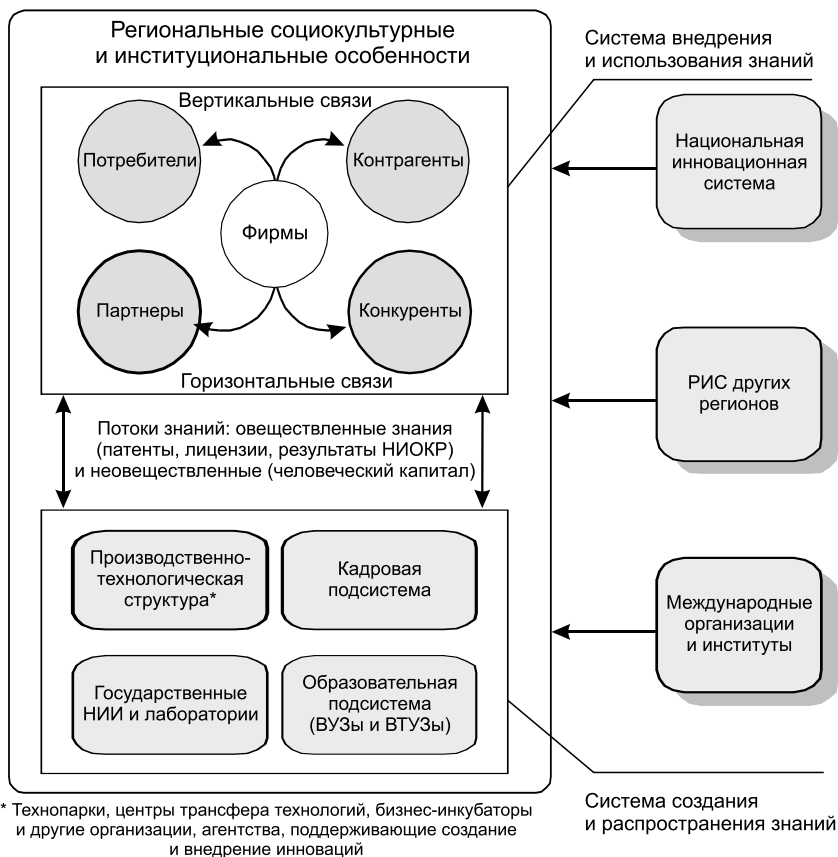 Региональные социокультурные
и институциональные особенности
Вертикальные связи
Потребители
Контрагенты
Фирмы
Партнеры
Конкуренты
Горизонтальные связи
Потоки знаний: овеществленные знания
(патенты, лицензии, результаты НИОКР)
и неовеществленные (человеческий капитал)
Производственно-
технологическая
структура*
Кадровая
подсистема
Государственные
НИИ и лаборатории
Образовательная
подсистема
(ВУЗы и ВТУЗы)
Система внедрения
и использования знаний
Национальная
инновационная
система
РИС других
регионов
Международные
организации
и институты
Система создания
и распространения знаний
* Технопарки, центры трансфера технологий, бизнес-инкубаторы
и другие организации, агентства, поддерживающие создание
и внедрение инноваций